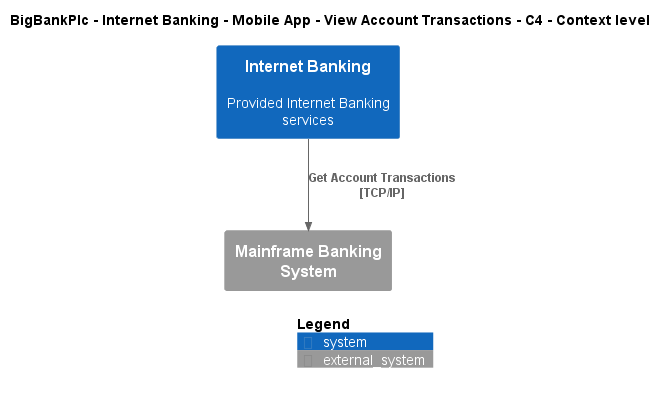 BigBankPlc - Internet Banking - Mobile App - View Account Transactions - C4 - Context level
Internet Banking
Provided Internet Banking
services
Get Account Transactions
[TCP/IP]
Mainframe Banking
System
Legend
system
external_system